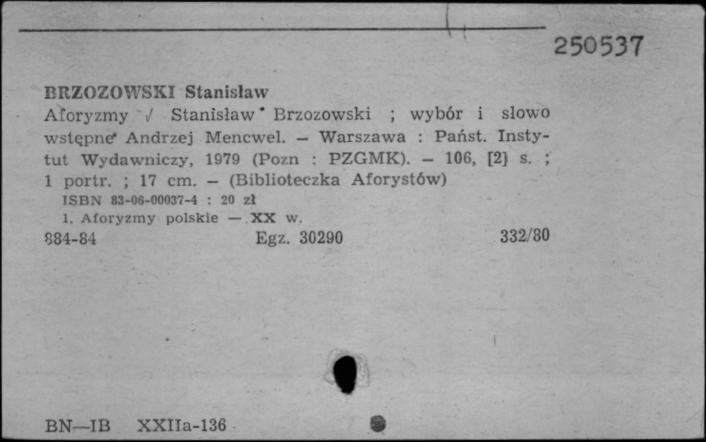 250537
BRZOZOWSKI Stanisław
Aforyzmy / Stanisław Brzozowski ; wybór i słowo
wstępne Andrzej Mencwel. — Warszawa : Państ. Insty-
tut Wydawniczy, 1979 (Pozn : PZGMK). — 106, [2] s. ;
1 portr. ; 17 cm. — (Biblioteczka Aforystów)
ISBN 83-06-00037-4 : 20 zł
1. Aforyzmy polskie — XX w.
884-84 Egz. 30290 332/80
BN—IB XXIIa-136